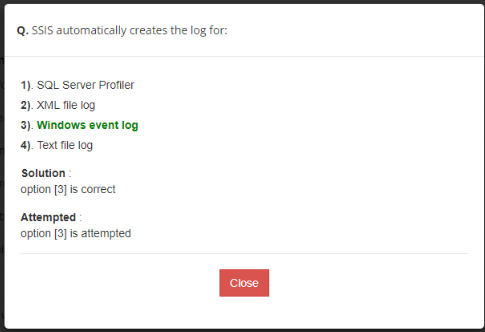 Q. SSIS automatically creates the log for:
1). SQL Server Profiler
2). XML file log
3). Windows event log
4). Text file log
Solution :
option [3] is correct
Attempted :
option [3] is attempted
Close